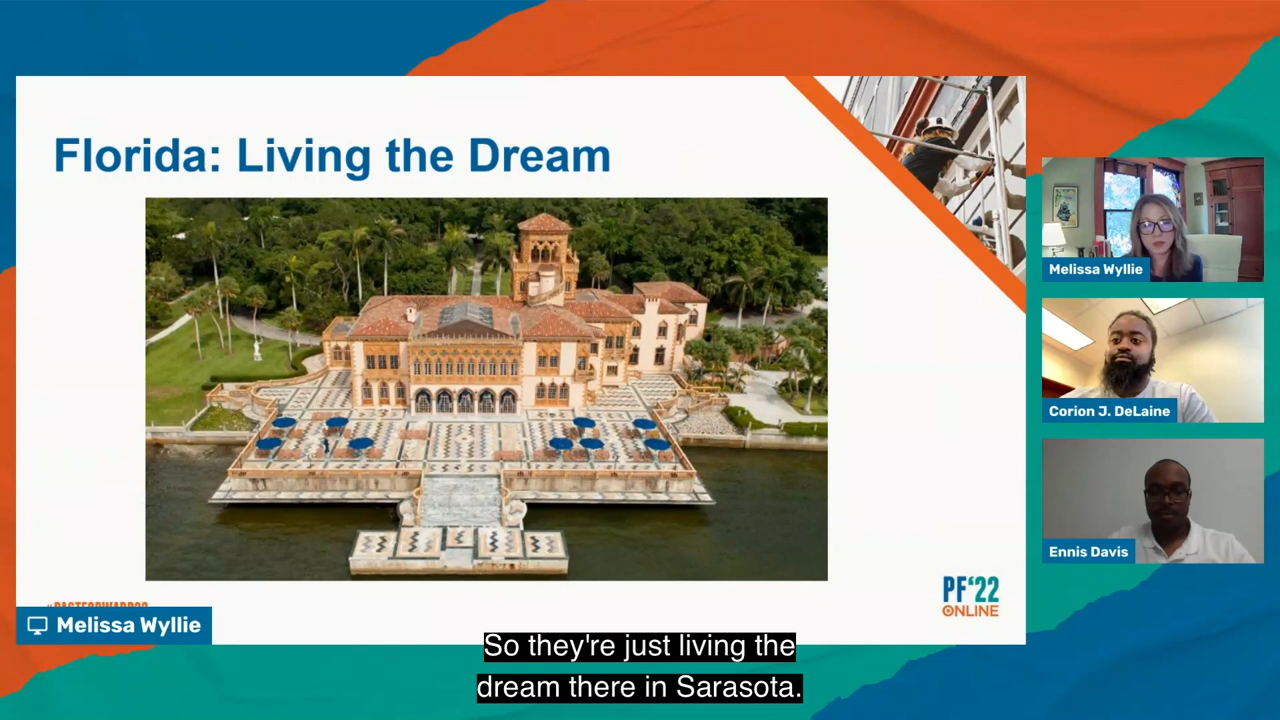 Florida: Living the Dream
Melissa Wyllie
Corion J. DeLaine
Ennis Davis
PF'22
ONLINE
Melissa Wyllie
So they're just living the
dream there in Sarasota.